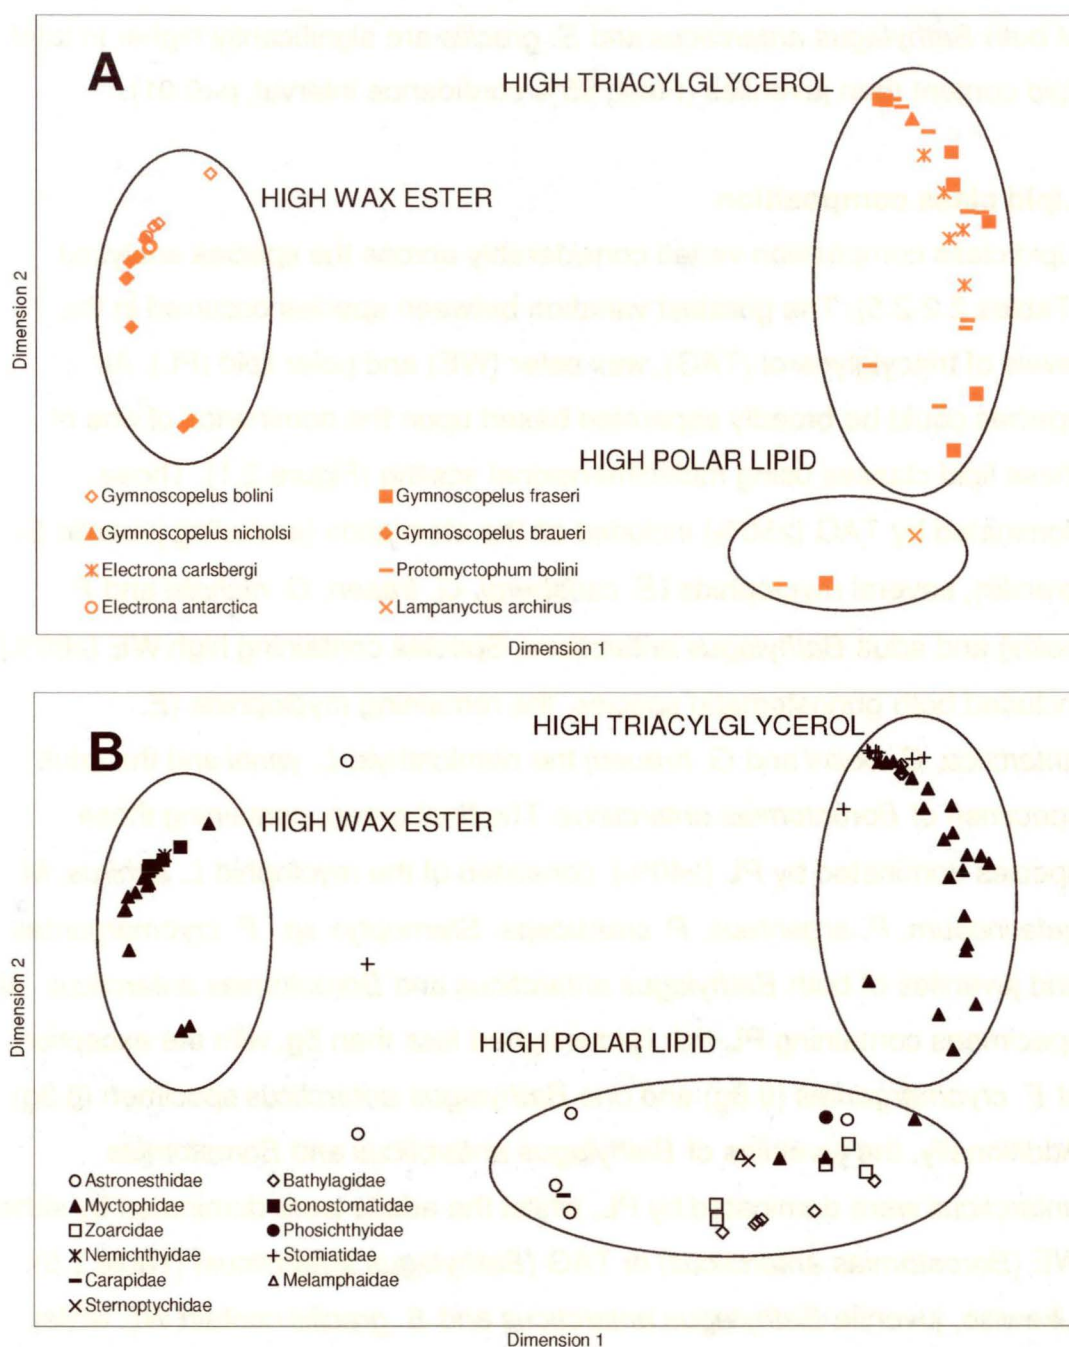 A
HIGH TRIACYLGLYCEROL
HIGH WAX ESTER
HIGH POLAR LIPID
Dimension 2
Gymnoscopelus bolini
Gymnoscopelus fraseri
Gymnoscopelus nicholsi
Gymnoscopelus braueri
Electrona carlsbergi
Protomyctophum bolini
Electrona antarctica
Lampanyctus archirus
Dimension 1
B
HIGH TRIACYLGLYCEROL
HIGH WAX ESTER
HIGH POLAR LIPID
Dimension 2
Astronesthidae
Bathylagidae
Myctophidae
Gonostomatidae
Zoarcidae
Phosichthyidae
Nemichthyidae
Stomiatidae
Carapidae
Melamphaidae
Sternoptychidae
Dimension 1